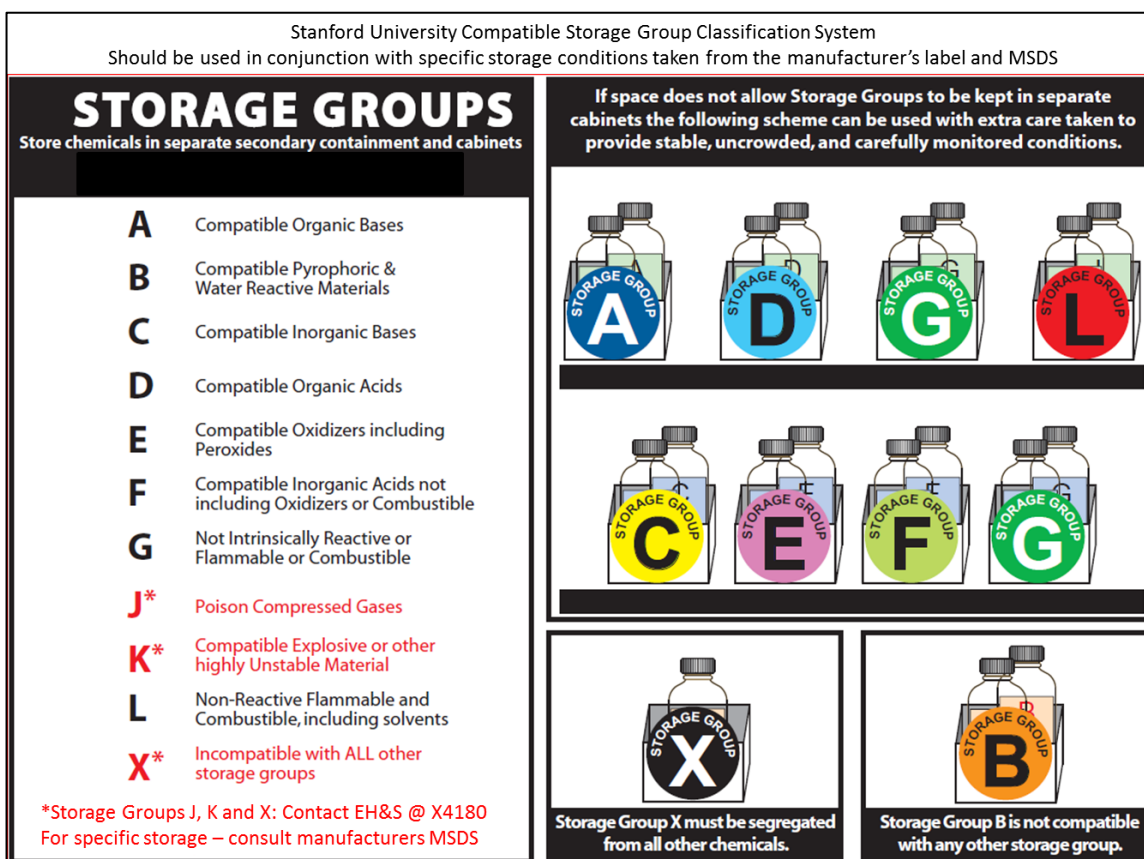 Stanford University Compatible Storage Group Classification System
Should be used in conjunction with specific storage conditions taken from the manufacturer's label and MSDS
STORAGE GROUPS
Store chemicals in separate secondary containment and cabinets
A Compatible Organic Bases
B Compatible Pyrophoric &
Water Reactive Materials
C Compatible Inorganic Bases
D Compatible Organic Acids
E Compatible Oxidizers including
Peroxides
F Compatible Inorganic Acids not
including Oxidizers or Combustible
G Not Intrinsically Reactive or
Flammable or Combustible
J* Poison Compressed Gases
K* Compatible Explosive or other
highly Unstable Material
L Non-Reactive Flammable and
Combustible, including solvents
X* Incompatible with ALL other
storage groups
*Storage Groups J, K and X: Contact EH&S @ X4180
For specific storage – consult manufacturers MSDS
If space does not allow Storage Groups to be kept in separate
cabinets the following scheme can be used with extra care taken to
provide stable, uncrowded, and carefully monitored conditions.
A D G L
STORAGE GROUP A
STORAGE GROUP D
STORAGE GROUP G
STORAGE GROUP L
C E F G
STORAGE GROUP C
STORAGE GROUP E
STORAGE GROUP F
STORAGE GROUP G
STORAGE GROUP X
Storage Group X must be segregated
from all other chemicals.
B
STORAGE GROUP B
Storage Group B is not compatible
with any other storage group.